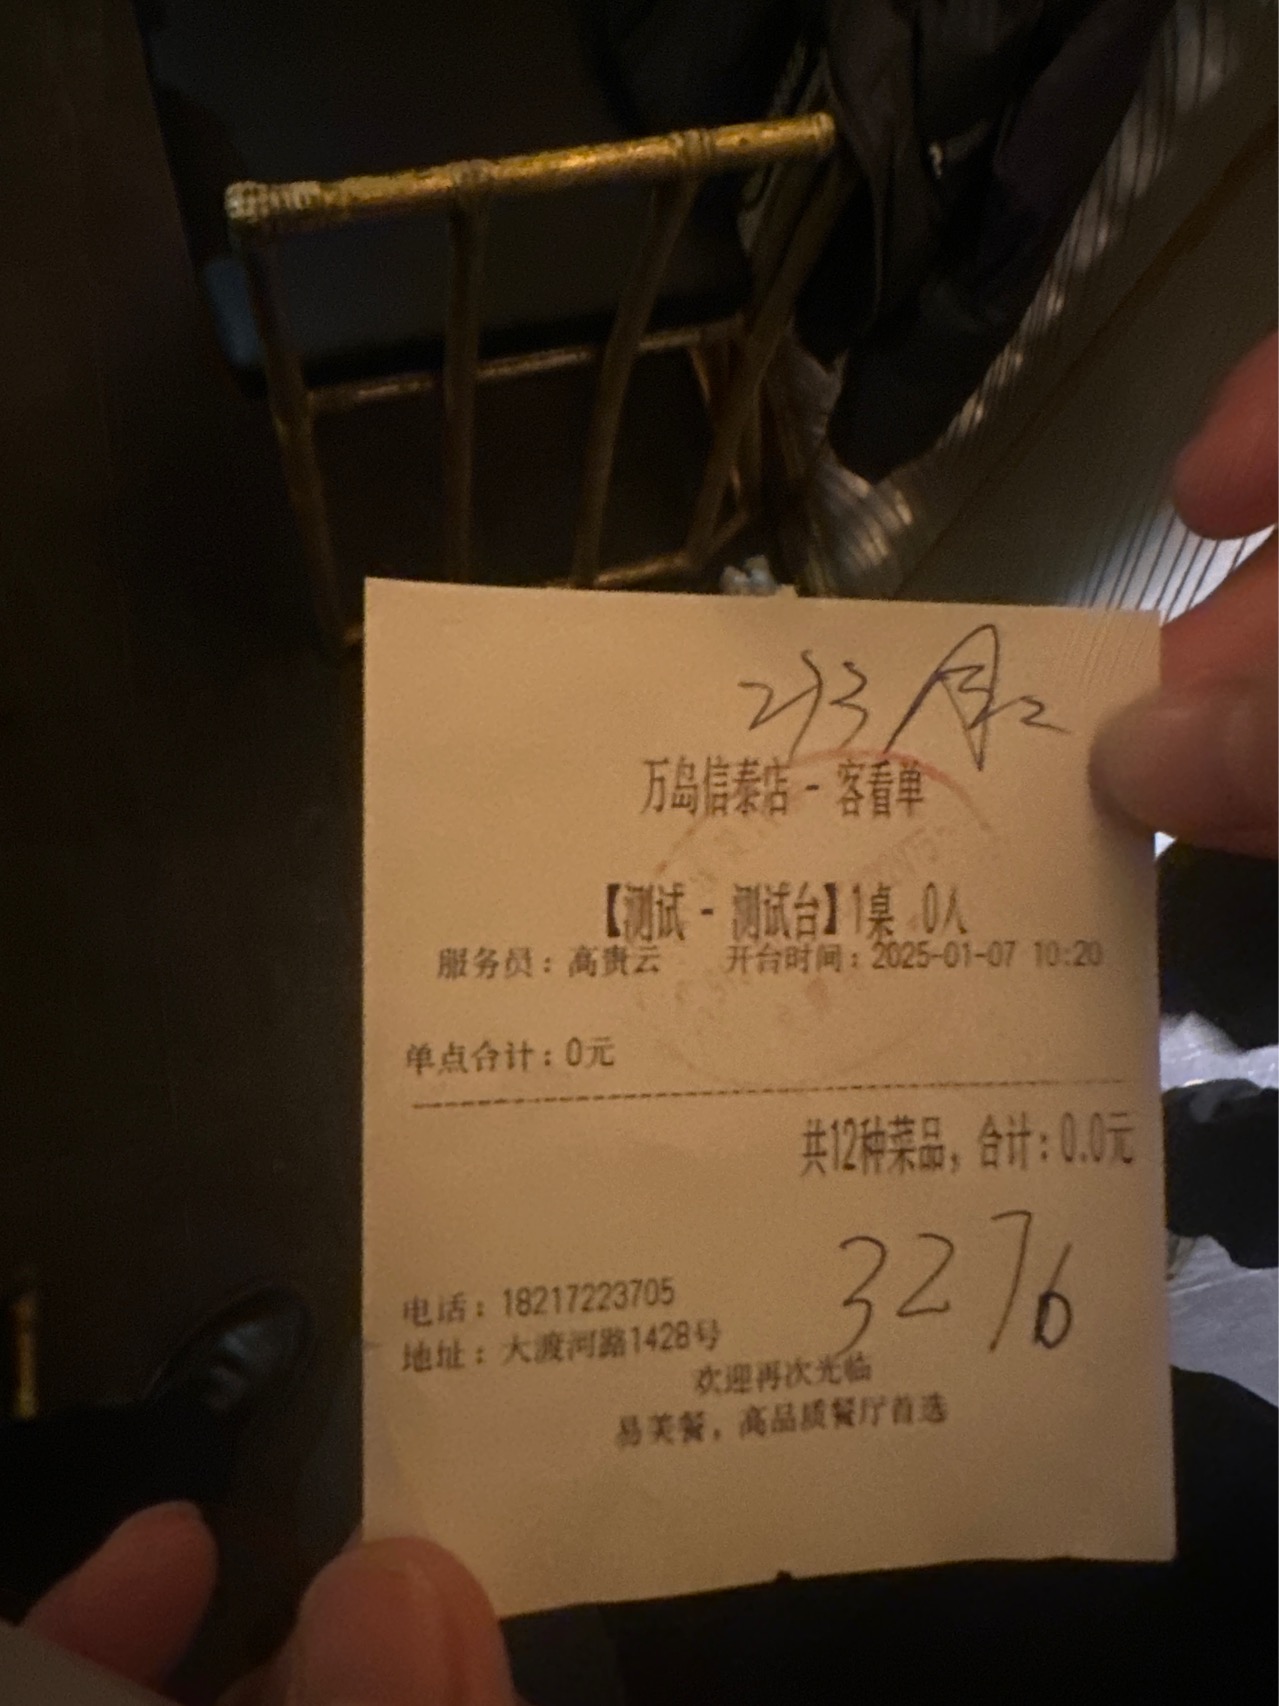 万岛信泰店 - 客看单
【测试 - 测试台】1桌 0人
服务员：高贵云 开台时间：2025-01-07 10:20
单点合计：0元
共12种菜品，合计：0.0元
3276
电话：18217223705
地址：大渡河路1428号
欢迎再次光临
易美餐，高品质餐厅首选